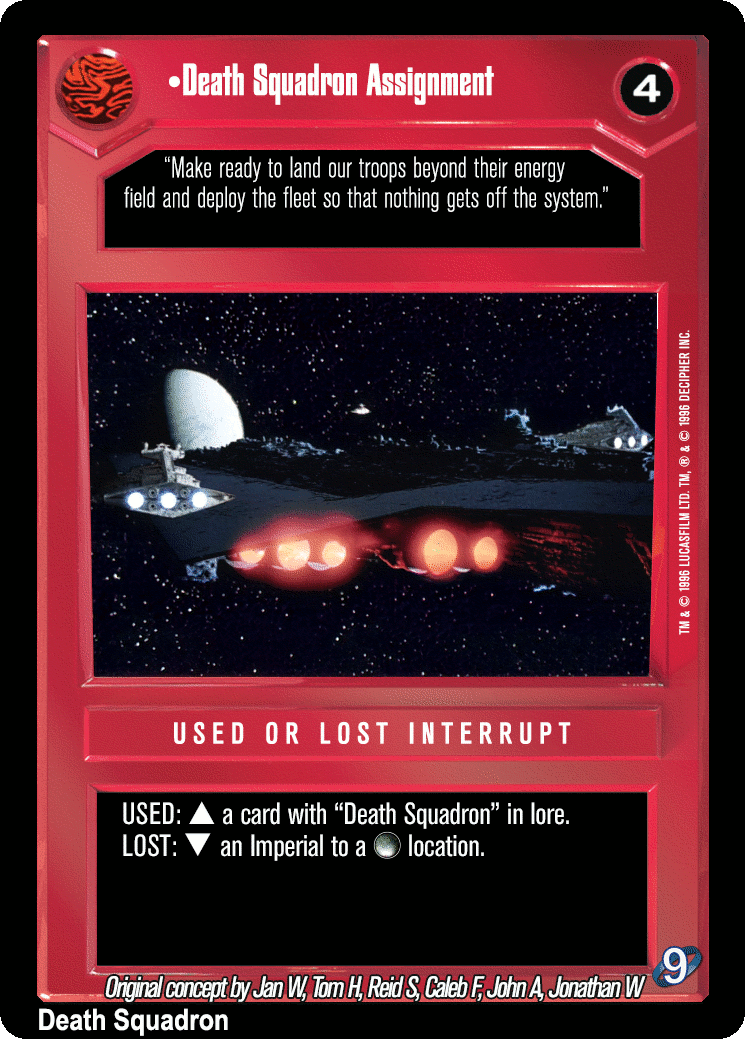 •Death Squadron Assignment
4
“Make ready to land our troops beyond their energy
field and deploy the fleet so that nothing gets off the system.”
TM & © 1996 LUCASFILM LTD. TM, ® & © 1996 DECIPHER INC.
USED OR LOST INTERRUPT
USED: ▲ a card with “Death Squadron” in lore.
LOST: ▼ an Imperial to a location.
9
Original concept by Jan W, Tom H, Reid S, Caleb F, John A, Jonathan W
Death Squadron